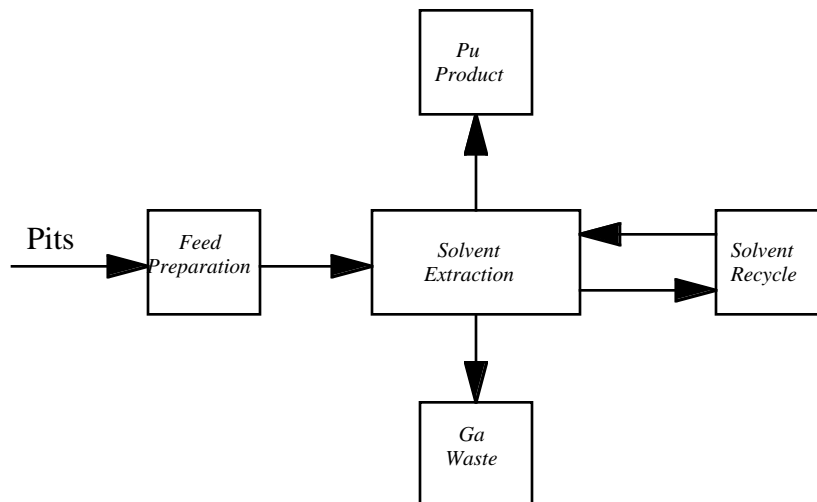 Pu
Product
Pits
Feed
Preparation
Solvent
Extraction
Solvent
Recycle
Ga
Waste